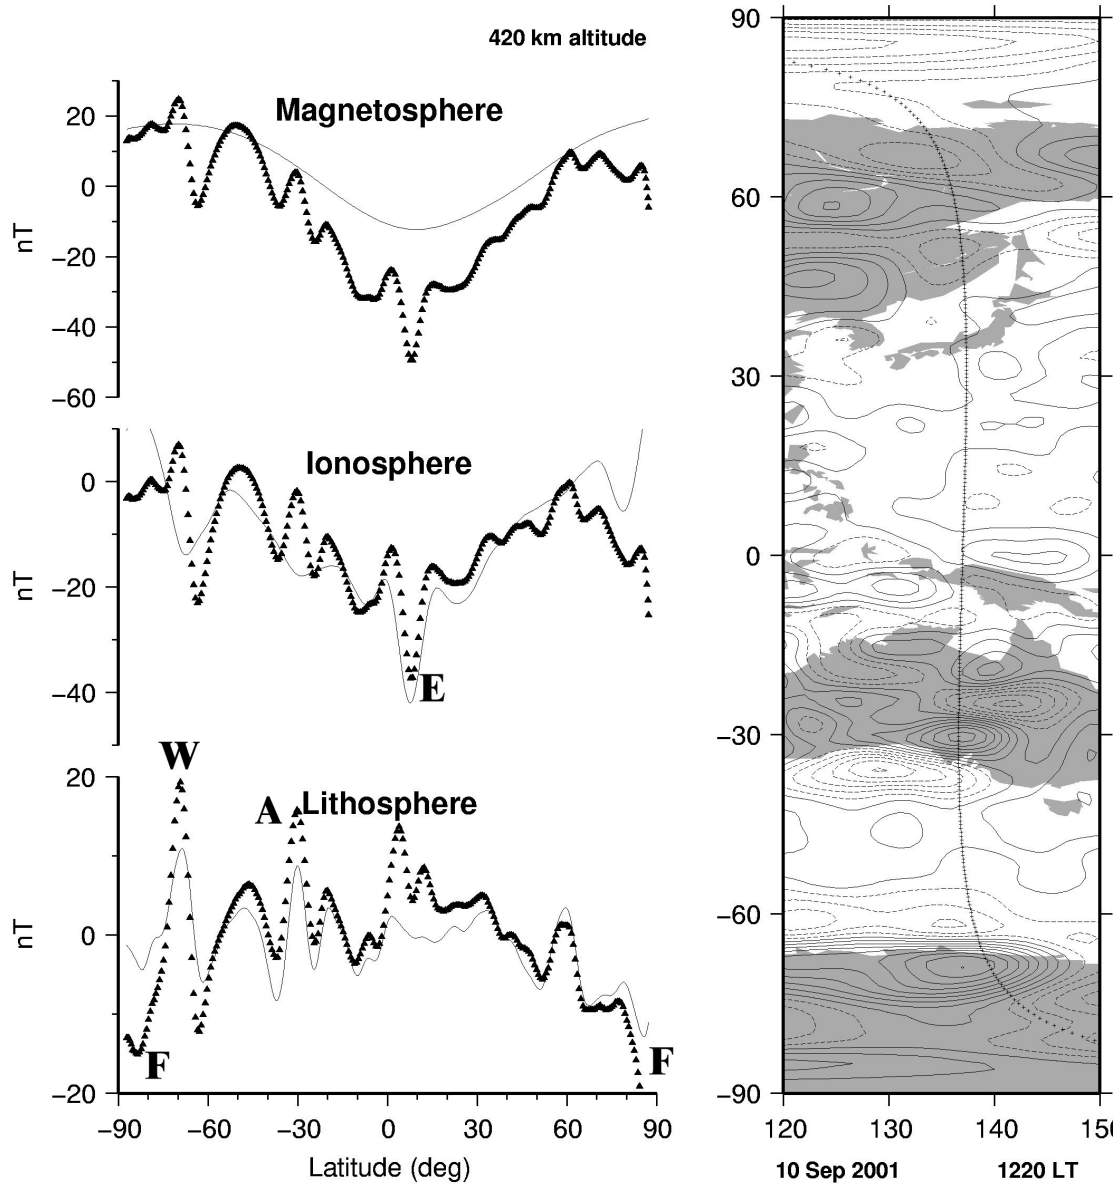 420 km altitude
Magnetosphere
20
0
−20
−40
−60
nT
Ionosphere
0
−20
−40
nT
E
W
A
Lithosphere
20
0
−20
nT
F
F
−90 −60 −30 0 30 60 90
Latitude (deg)
90
60
30
0
−30
−60
−90
120 130 140 150
10 Sep 2001 1220 LT